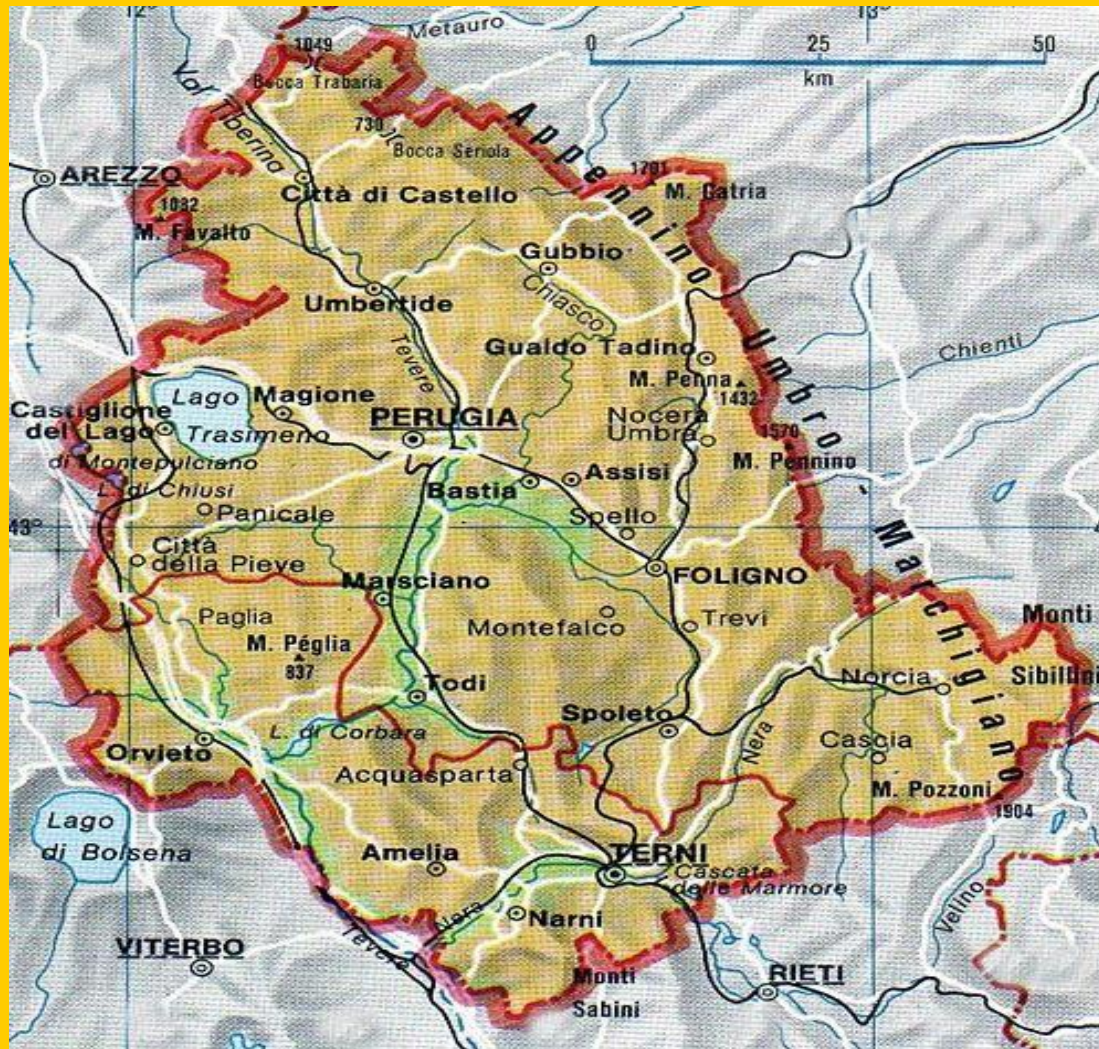 12°
13°
Metauro
1049
Bocca Trabaria
0
25
50
km
Val Tiberina
730
Bocca Seriola
Appennino Umbro Marchigiano
AREZZO
Città di Castello
1701
M. Catria
1082
M. Favalto
Gubbio
Chiasco
Umbertide
Tevere
Gualdo Tadino
Chienti
M. Penna
1432
Lago
Trasimeno
Magione
PERUGIA
Nocera
Umbra
Castiglione
del Lago
1570
M. Pennino
di Montepulciano
L. di Chiusi
Bastia
Assisi
Panicale
Spello
43°
Città
della Pieve
FOLIGNO
Marsciano
Paglia
Montefalco
Trevi
Monti
Sibillini
M. Péglia
837
Todi
Norcia
Spoleto
Nera
L. di Corbara
Orvieto
Cascia
Acquasparta
M. Pozzoni
1904
Lago
di Bolsena
Amelia
TERNI
Cascata
delle Marmore
Velino
Nera
Narni
VITERBO
Tevere
Monti
Sabini
RIETI